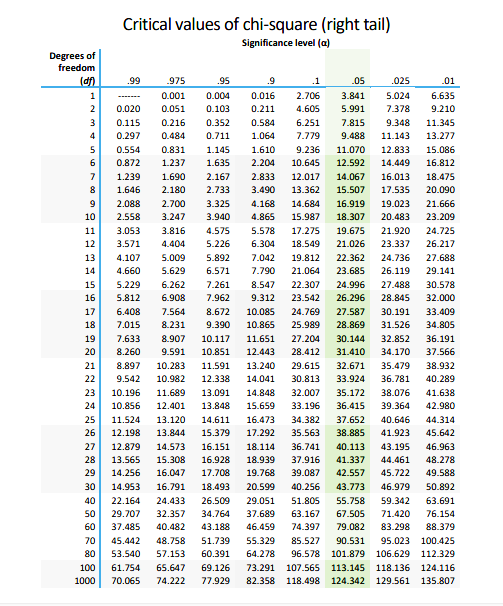 Critical values of chi-square (right tail)
Significance level (α)
Degrees of
freedom
(df) .99 .975 .95 .9 .1 .05 .025 .01
1 ------- 0.001 0.004 0.016 2.706 3.841 5.024 6.635
2 0.020 0.051 0.103 0.211 4.605 5.991 7.378 9.210
3 0.115 0.216 0.352 0.584 6.251 7.815 9.348 11.345
4 0.297 0.484 0.711 1.064 7.779 9.488 11.143 13.277
5 0.554 0.831 1.145 1.610 9.236 11.070 12.833 15.086
6 0.872 1.237 1.635 2.204 10.645 12.592 14.449 16.812
7 1.239 1.690 2.167 2.833 12.017 14.067 16.013 18.475
8 1.646 2.180 2.733 3.490 13.362 15.507 17.535 20.090
9 2.088 2.700 3.325 4.168 14.684 16.919 19.023 21.666
10 2.558 3.247 3.940 4.865 15.987 18.307 20.483 23.209
11 3.053 3.816 4.575 5.578 17.275 19.675 21.920 24.725
12 3.571 4.404 5.226 6.304 18.549 21.026 23.337 26.217
13 4.107 5.009 5.892 7.042 19.812 22.362 24.736 27.688
14 4.660 5.629 6.571 7.790 21.064 23.685 26.119 29.141
15 5.229 6.262 7.261 8.547 22.307 24.996 27.488 30.578
16 5.812 6.908 7.962 9.312 23.542 26.296 28.845 32.000
17 6.408 7.564 8.672 10.085 24.769 27.587 30.191 33.409
18 7.015 8.231 9.390 10.865 25.989 28.869 31.526 34.805
19 7.633 8.907 10.117 11.651 27.204 30.144 32.852 36.191
20 8.260 9.591 10.851 12.443 28.412 31.410 34.170 37.566
21 8.897 10.283 11.591 13.240 29.615 32.671 35.479 38.932
22 9.542 10.982 12.338 14.041 30.813 33.924 36.781 40.289
23 10.196 11.689 13.091 14.848 32.007 35.172 38.076 41.638
24 10.856 12.401 13.848 15.659 33.196 36.415 39.364 42.980
25 11.524 13.120 14.611 16.473 34.382 37.652 40.646 44.314
26 12.198 13.844 15.379 17.292 35.563 38.885 41.923 45.642
27 12.879 14.573 16.151 18.114 36.741 40.113 43.195 46.963
28 13.565 15.308 16.928 18.939 37.916 41.337 44.461 48.278
29 14.256 16.047 17.708 19.768 39.087 42.557 45.722 49.588
30 14.953 16.791 18.493 20.599 40.256 43.773 46.979 50.892
40 22.164 24.433 26.509 29.051 51.805 55.758 59.342 63.691
50 29.707 32.357 34.764 37.689 63.167 67.505 71.420 76.154
60 37.485 40.482 43.188 46.459 74.397 79.082 83.298 88.379
70 45.442 48.758 51.739 55.329 85.527 90.531 95.023 100.425
80 53.540 57.153 60.391 64.278 96.578 101.879 106.629 112.329
100 61.754 65.647 69.126 73.291 107.565 113.145 118.136 124.116
1000 70.065 74.222 77.929 82.358 118.498 124.342 129.561 135.807